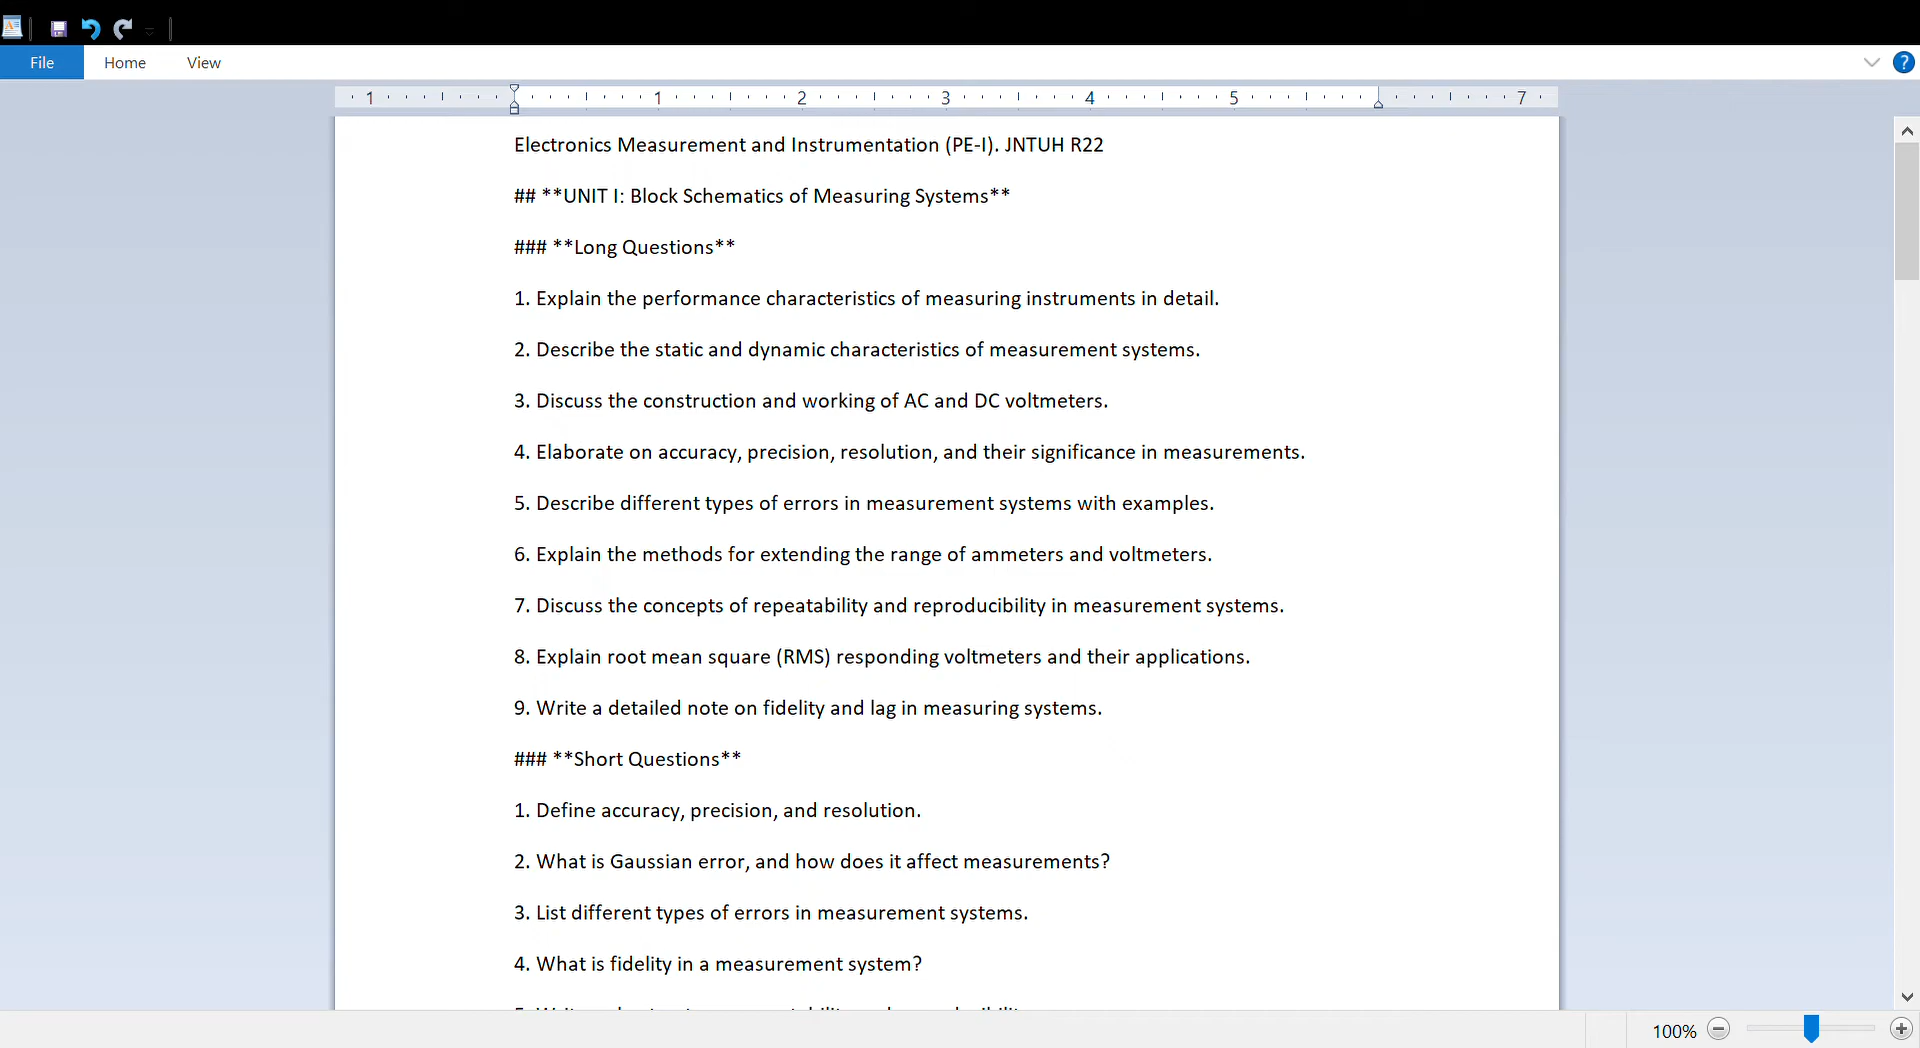 File Home View
1 1 2 3 4 5 7
Electronics Measurement and Instrumentation (PE-I). JNTUH R22
## **UNIT I: Block Schematics of Measuring Systems**
### **Long Questions**
1. Explain the performance characteristics of measuring instruments in detail.
2. Describe the static and dynamic characteristics of measurement systems.
3. Discuss the construction and working of AC and DC voltmeters.
4. Elaborate on accuracy, precision, resolution, and their significance in measurements.
5. Describe different types of errors in measurement systems with examples.
6. Explain the methods for extending the range of ammeters and voltmeters.
7. Discuss the concepts of repeatability and reproducibility in measurement systems.
8. Explain root mean square (RMS) responding voltmeters and their applications.
9. Write a detailed note on fidelity and lag in measuring systems.
### **Short Questions**
1. Define accuracy, precision, and resolution.
2. What is Gaussian error, and how does it affect measurements?
3. List different types of errors in measurement systems.
4. What is fidelity in a measurement system?
100%